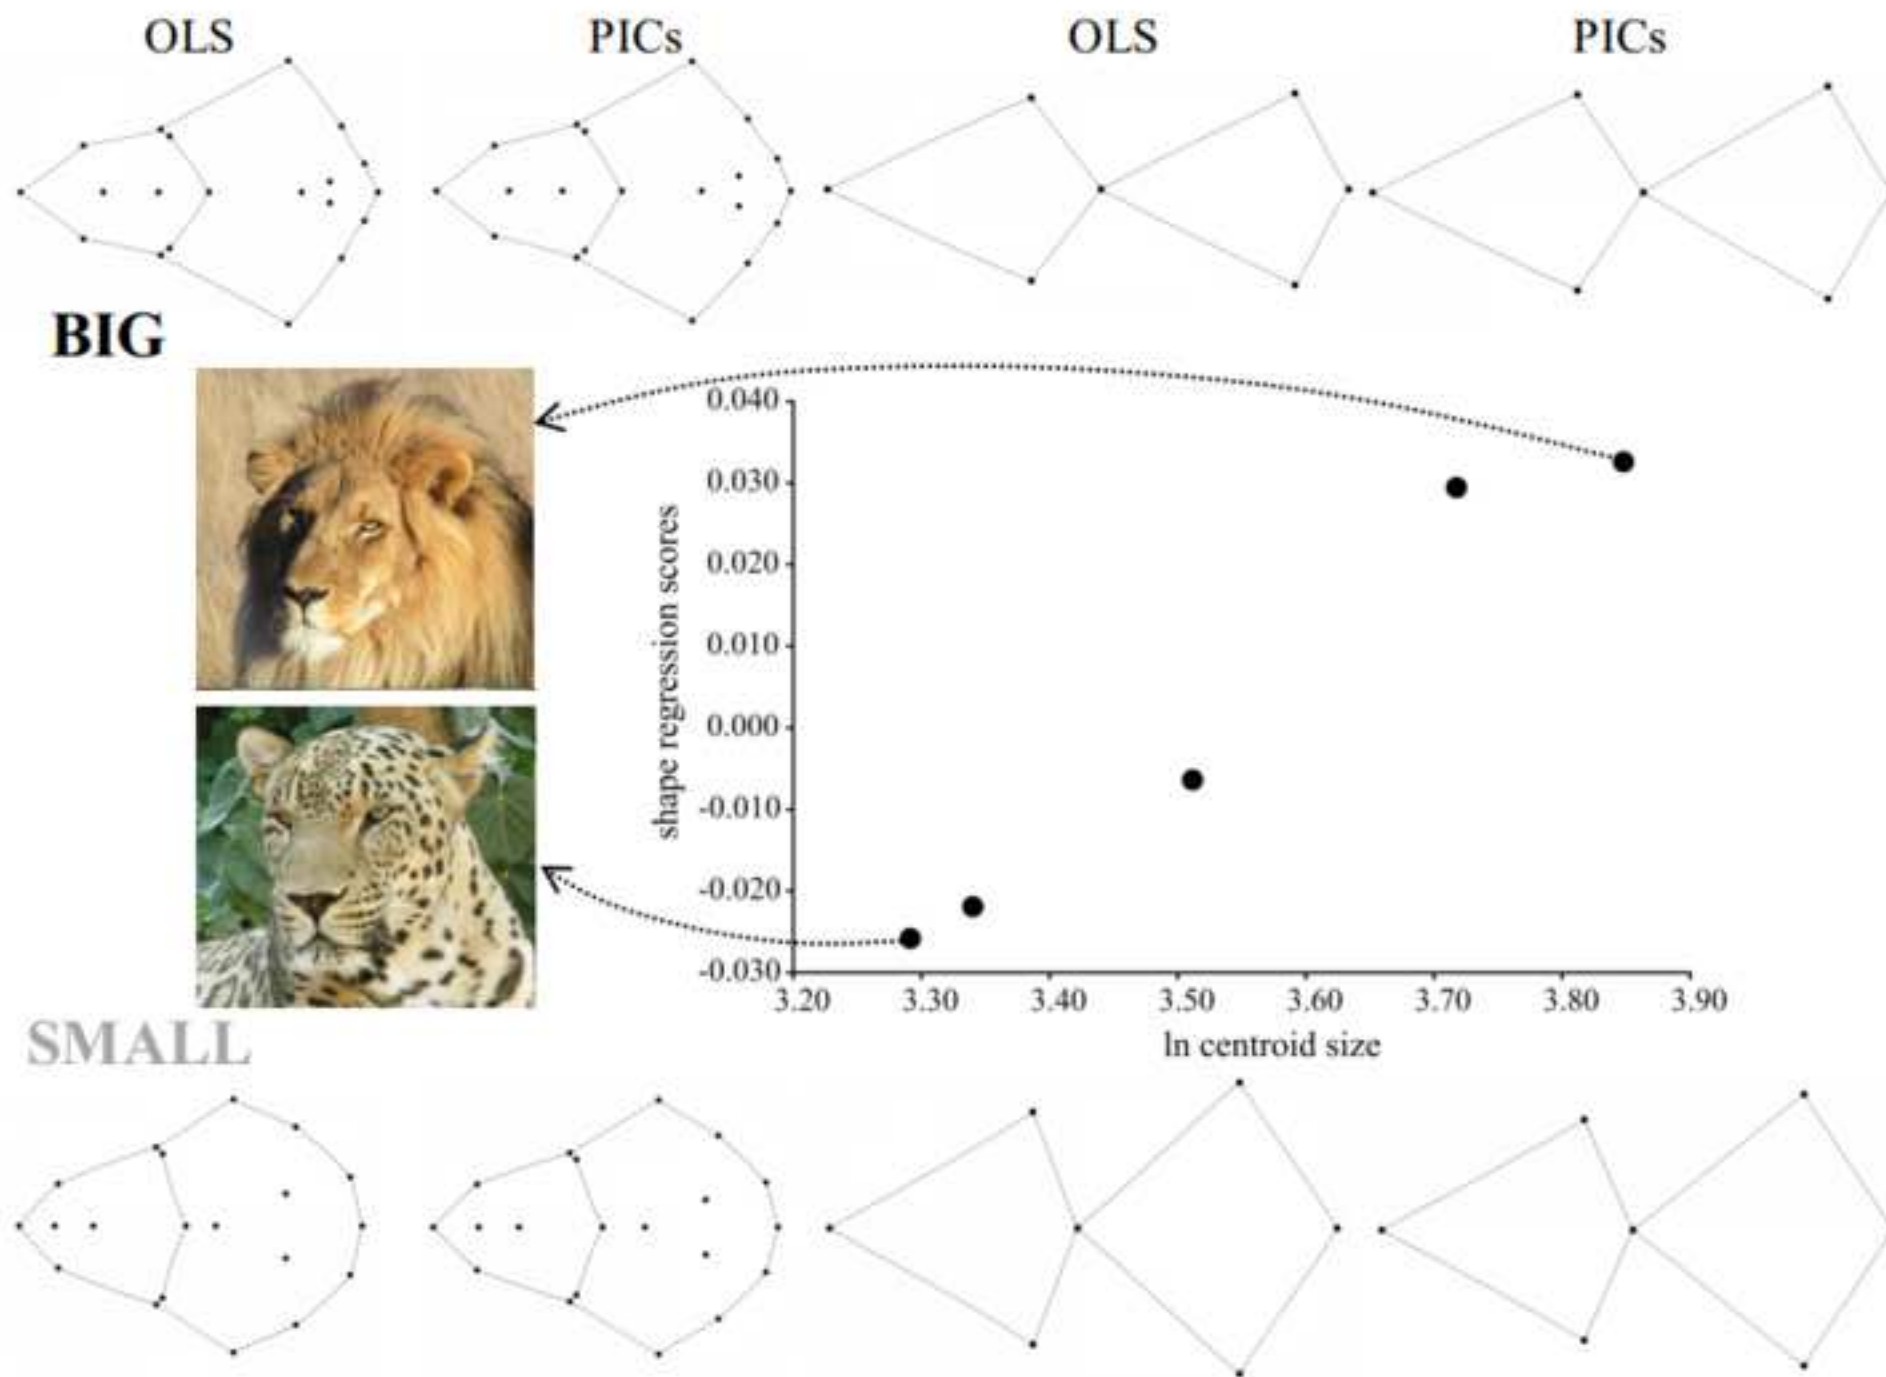 OLS
PICs
OLS
PICs
BIG
0.040
0.030
0.020
0.010
0.000
-0.010
-0.020
-0.030
shape regression scores
3.20 3.30 3.40 3.50 3.60 3.70 3.80 3.90
ln centroid size
SMALL